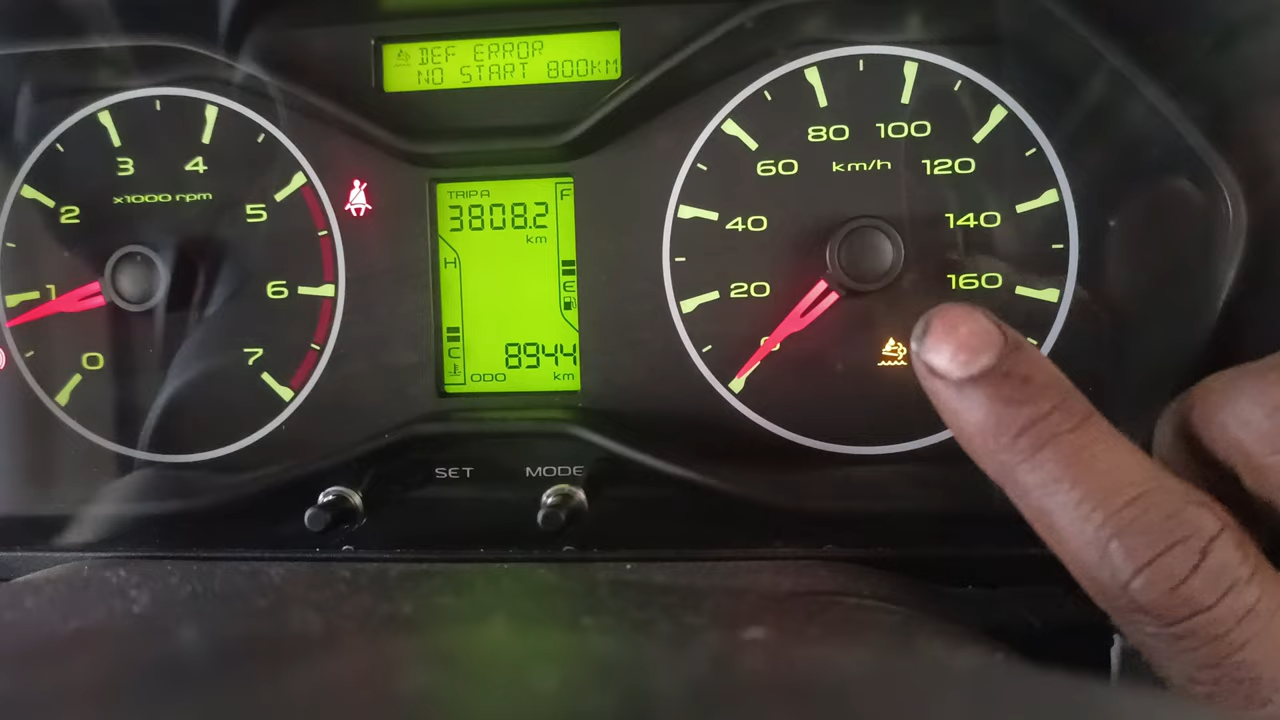 DEF ERROR
NO START 800KM
0
1
2
3
4
5
6
7
x1000 rpm
TRIP A
3808.2
km
F
H
E
C
8944
ODO km
0
20
40
60
80
100
120
140
160
km/h
SET
MODE